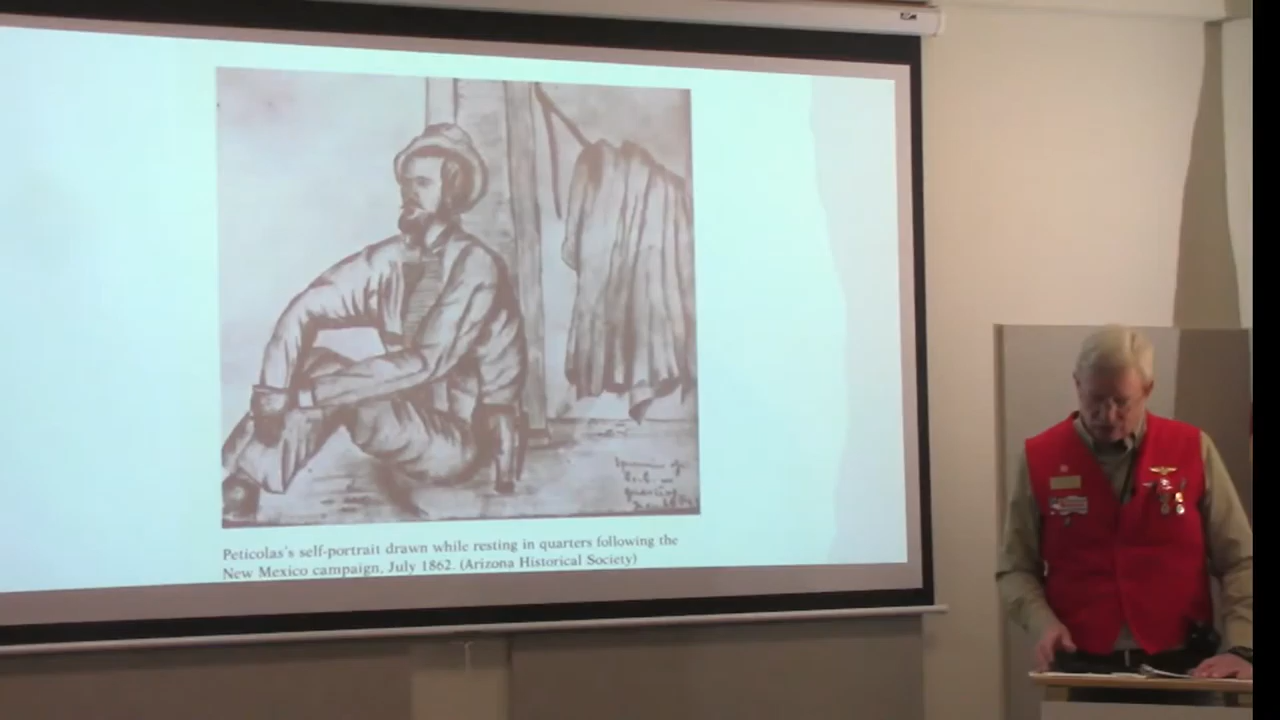 Peticolas's self-portrait drawn while resting in quarters following the
New Mexico campaign, July 1862. (Arizona Historical Society)